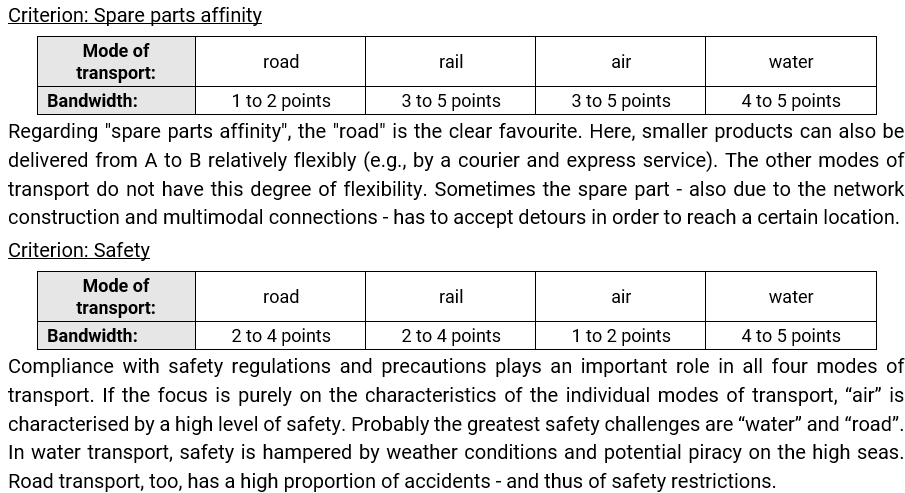 Criterion: Spare parts affinity
Mode of transport: road rail air water
Bandwidth: 1 to 2 points 3 to 5 points 3 to 5 points 4 to 5 points
Regarding "spare parts affinity", the "road" is the clear favourite. Here, smaller products can also be
delivered from A to B relatively flexibly (e.g., by a courier and express service). The other modes of
transport do not have this degree of flexibility. Sometimes the spare part - also due to the network
construction and multimodal connections - has to accept detours in order to reach a certain location.
Criterion: Safety
Mode of transport: road rail air water
Bandwidth: 2 to 4 points 2 to 4 points 1 to 2 points 4 to 5 points
Compliance with safety regulations and precautions plays an important role in all four modes of
transport. If the focus is purely on the characteristics of the individual modes of transport, “air” is
characterised by a high level of safety. Probably the greatest safety challenges are “water” and “road”.
In water transport, safety is hampered by weather conditions and potential piracy on the high seas.
Road transport, too, has a high proportion of accidents - and thus of safety restrictions.